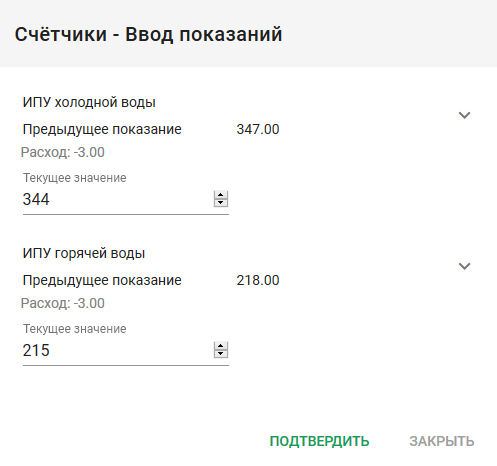 Счётчики - Ввод показаний
ИПУ холодной воды
Предыдущее показание 347.00
Расход: -3.00
Текущее значение
344
ИПУ горячей воды
Предыдущее показание 218.00
Расход: -3.00
Текущее значение
215
ПОДТВЕРДИТЬ ЗАКРЫТЬ